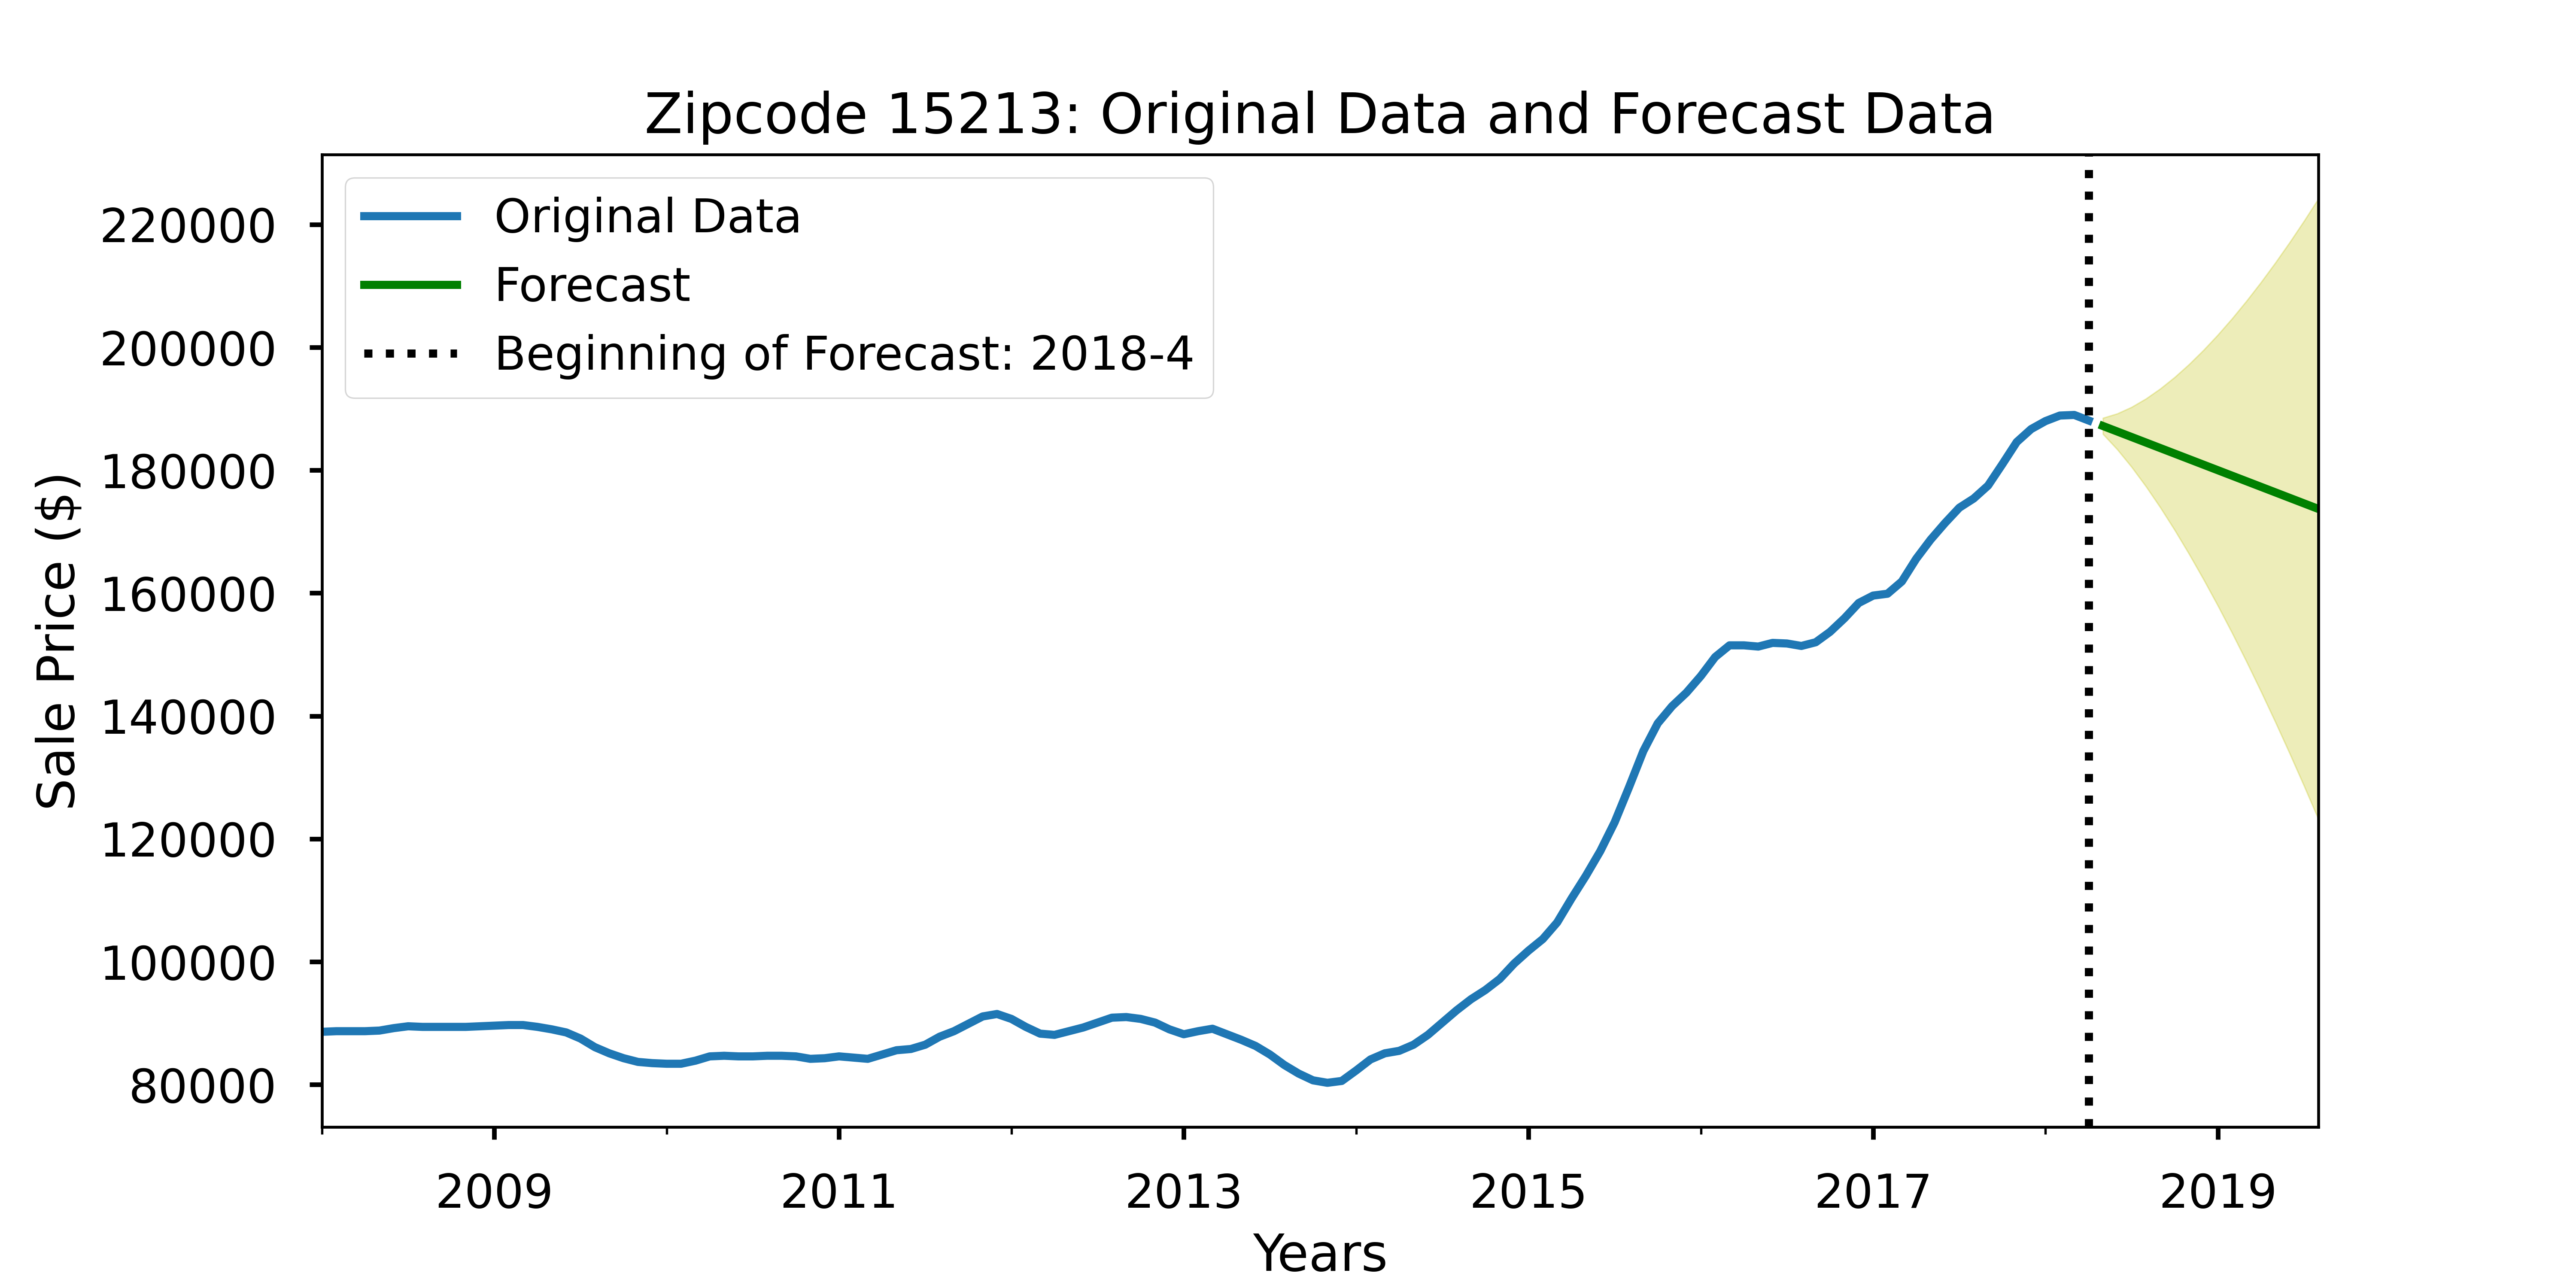 Zipcode 15213: Original Data and Forecast Data
Original Data
Forecast
Beginning of Forecast: 2018-4
Sale Price ($)
220000
200000
180000
160000
140000
120000
100000
80000
2009 2011 2013 2015 2017 2019
Years